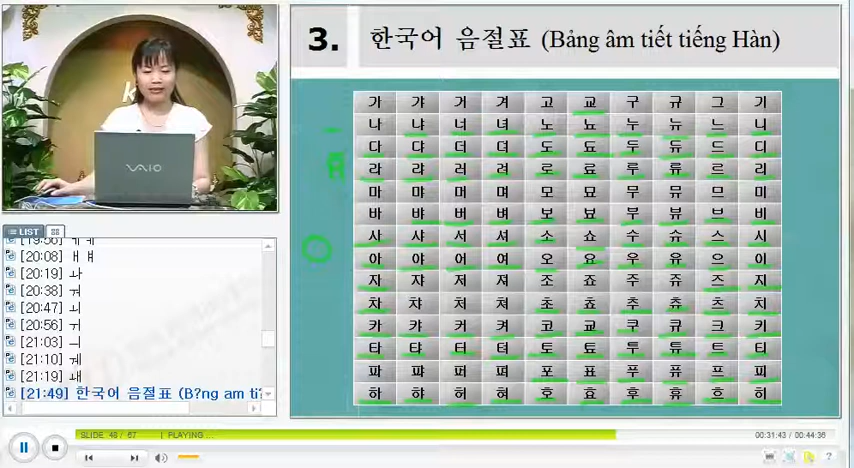 3. 한국어 음절표 (Bảng âm tiết tiếng Hàn)
가 갸 거 겨 고 교 구 규 그 기
나 냐 너 녀 노 뇨 누 뉴 느 니
다 댜 더 뎌 도 됴 두 듀 드 디
라 랴 러 려 로 료 루 류 르 리
마 먀 머 며 모 묘 무 뮤 므 미
바 뱌 버 벼 보 뵤 부 뷰 브 비
사 샤 서 셔 소 쇼 수 슈 스 시
아 야 어 여 오 요 우 유 으 이
자 쟈 저 져 조 죠 주 쥬 즈 지
차 챠 처 쳐 초 쵸 추 츄 츠 치
카 캬 커 켜 코 쿄 쿠 큐 크 키
타 탸 터 텨 토 툐 투 튜 트 티
파 퍄 퍼 펴 포 표 푸 퓨 프 피
하 햐 허 혀 호 효 후 휴 흐 히
VAIO
LIST
[20:08] ㅐㅒ
[20:19] ㅘ
[20:38] ㅝ
[20:47] ㅚ
[20:56] ㅟ
[21:03] ㅢ
[21:10] ㅞ
[21:19] ㅙ
[21:49] 한국어 음절표 (B?ng am ti?
SLIDE 48 / 67 | PLAYING ...
00:31:43 / 00:44:36